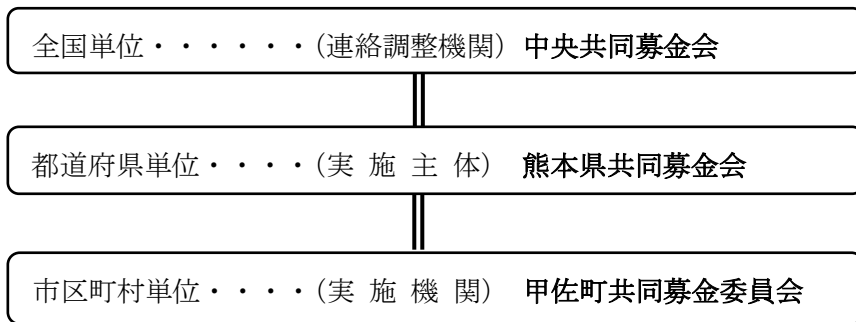 全国単位・・・・・・(連絡調整機関) 中央共同募金会
都道府県単位・・・・(実 施 主 体) 熊本県共同募金会
市区町村単位・・・・(実 施 機 関) 甲佐町共同募金委員会